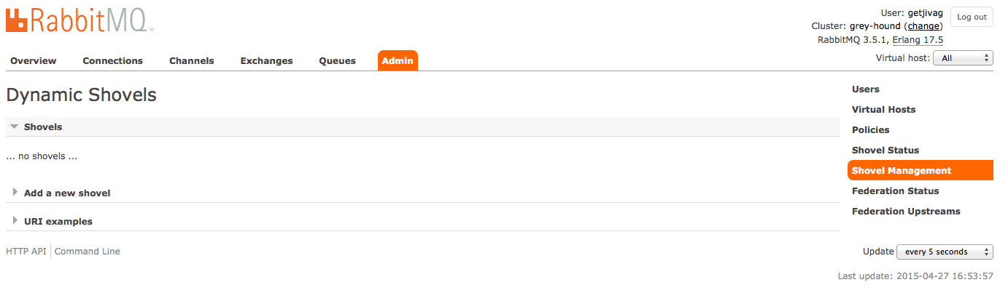 RabbitMQ™
User: getjivag
Log out
Cluster: grey-hound (change)
RabbitMQ 3.5.1, Erlang 17.5
Virtual host: All
Overview Connections Channels Exchanges Queues Admin
Dynamic Shovels
Shovels
... no shovels ...
Add a new shovel
URI examples
HTTP API Command Line
Users
Virtual Hosts
Policies
Shovel Status
Shovel Management
Federation Status
Federation Upstreams
Update every 5 seconds
Last update: 2015-04-27 16:53:57